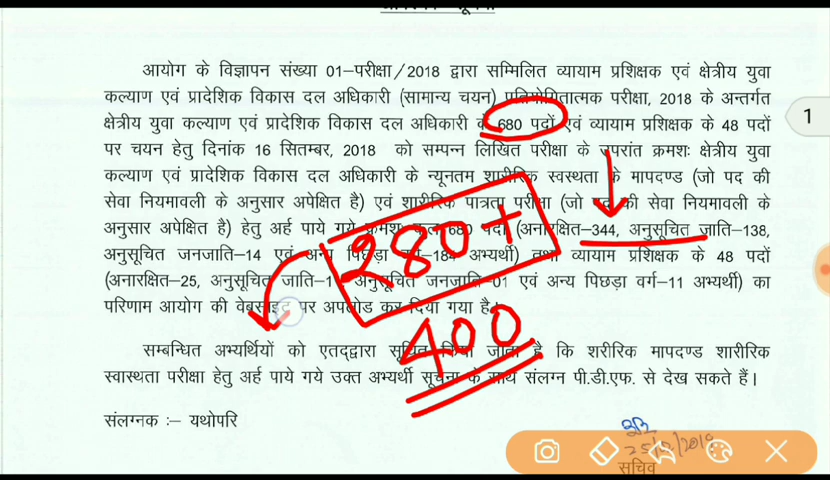 आयोग के विज्ञापन संख्या 01–परीक्षा/2018 द्वारा सम्मिलित व्यायाम प्रशिक्षक एवं क्षेत्रीय युवा
कल्याण एवं प्रादेशिक विकास दल अधिकारी (सामान्य चयन) प्रतियोगितात्मक परीक्षा, 2018 के अन्तर्गत
क्षेत्रीय युवा कल्याण एवं प्रादेशिक विकास दल अधिकारी के 680 पदों एवं व्यायाम प्रशिक्षक के 48 पदों
1
पर चयन हेतु दिनांक 16 सितम्बर, 2018 को सम्पन्न लिखित परीक्षा के उपरांत क्रमशः क्षेत्रीय युवा
कल्याण एवं प्रादेशिक विकास दल अधिकारी के न्यूनतम शारीरिक स्वस्थता के मापदण्ड (जो पद की
सेवा नियमावली के अनुसार अपेक्षित है) एवं शारीरिक पात्रता परीक्षा (जो पद की सेवा नियमावली के
अनुसार अपेक्षित है) हेतु अर्ह पाये गये क्रमशः 680 पदों (अनारक्षित–344, अनुसूचित जाति–138,
अनुसूचित जनजाति–14 एवं अन्य पिछड़ा वर्ग–184 अभ्यर्थी) तथा व्यायाम प्रशिक्षक के 48 पदों
(अनारक्षित–25, अनुसूचित जाति–1 अनुसूचित जनजाति–01 एवं अन्य पिछड़ा वर्ग–11 अभ्यर्थी) का
परिणाम आयोग की वेबसाइट पर अपलोड कर दिया गया है।
280+
400
सम्बन्धित अभ्यर्थियों को एतद्द्वारा सूचित किया जाता है कि शरीरिक मापदण्ड शारीरिक
स्वास्थता परीक्षा हेतु अर्ह पाये गये उक्त अभ्यर्थी सूचना के साथ संलग्न पी.डी.एफ. से देख सकते हैं।
संलग्नक :– यथोपरि
सचिव